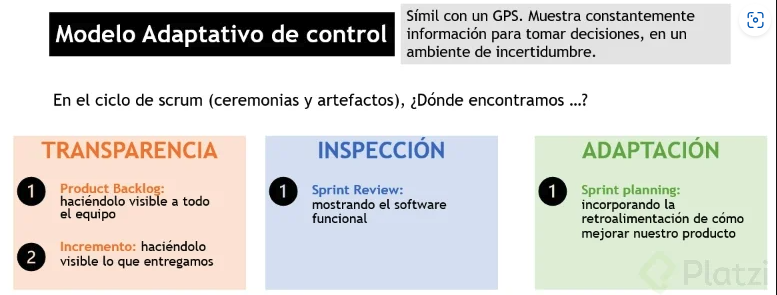 Modelo Adaptativo de control
Símil con un GPS. Muestra constantemente
información para tomar decisiones, en un
ambiente de incertidumbre.
En el ciclo de scrum (ceremonias y artefactos), ¿Dónde encontramos …?
TRANSPARENCIA
1 Product Backlog:
haciéndolo visible a todo
el equipo
2 Incremento: haciéndolo
visible lo que entregamos
INSPECCIÓN
1 Sprint Review:
mostrando el software
funcional
ADAPTACIÓN
1 Sprint planning:
incorporando la
retroalimentación de cómo
mejorar nuestro producto
Platzi